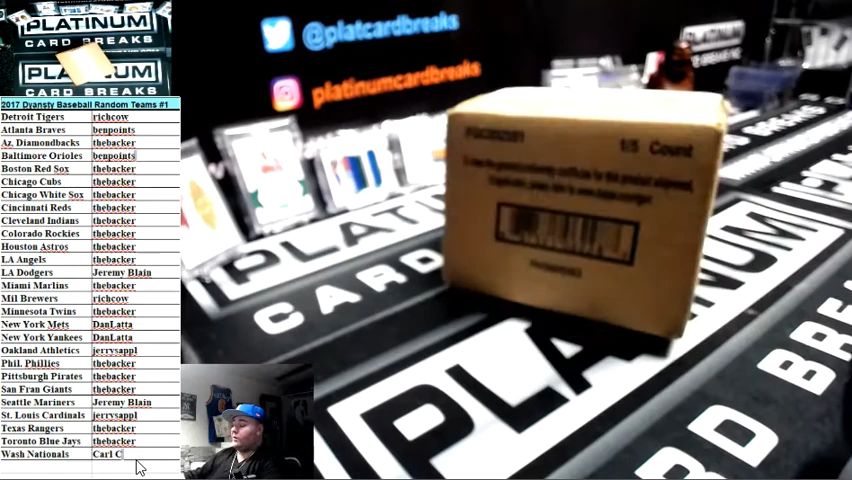 PLATINUM
CARD BREAKS
PLATINUM
CARD BREAKS
2017 Dyansty Baseball Random Teams #1
Detroit Tigers richcow
Atlanta Braves benpoints
Az. Diamondbacks thebacker
Baltimore Orioles benpoints
Boston Red Sox thebacker
Chicago Cubs thebacker
Chicago White Sox thebacker
Cincinnati Reds thebacker
Cleveland Indians thebacker
Colorado Rockies thebacker
Houston Astros thebacker
LA Angels thebacker
LA Dodgers Jeremy Blain
Miami Marlins thebacker
Mil Brewers richcow
Minnesota Twins thebacker
New York Mets DanLatta
New York Yankees DanLatta
Oakland Athletics jerrysappl
Phil. Phillies thebacker
Pittsburgh Pirates thebacker
San Fran Giants thebacker
Seattle Mariners Jeremy Blain
St. Louis Cardinals jerrysappl
Texas Rangers thebacker
Toronto Blue Jays thebacker
Wash Nationals Carl C
@platcardbreaks
platinumcardbreaks
PLATINUM
1/5 Count
PLATINUM
CARD BREAKS
PLATINUM
CARD BREAKS